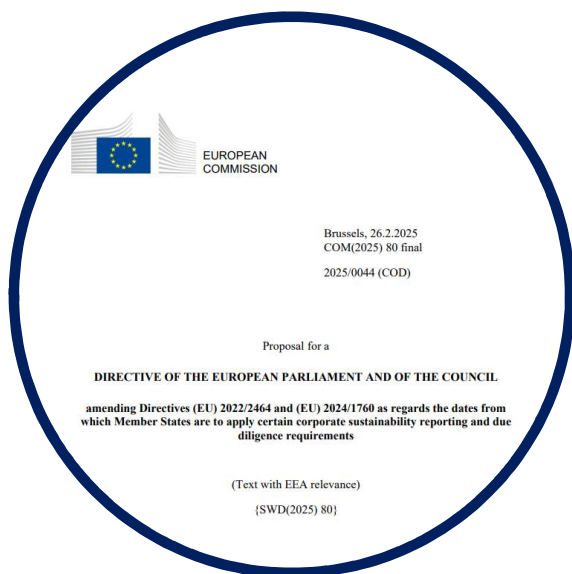 EUROPEAN
COMMISSION
Brussels, 26.2.2025
COM(2025) 80 final
2025/0044 (COD)
Proposal for a
DIRECTIVE OF THE EUROPEAN PARLIAMENT AND OF THE COUNCIL
amending Directives (EU) 2022/2464 and (EU) 2024/1760 as regards the dates from
which Member States are to apply certain corporate sustainability reporting and due
diligence requirements
(Text with EEA relevance)
{SWD(2025) 80}